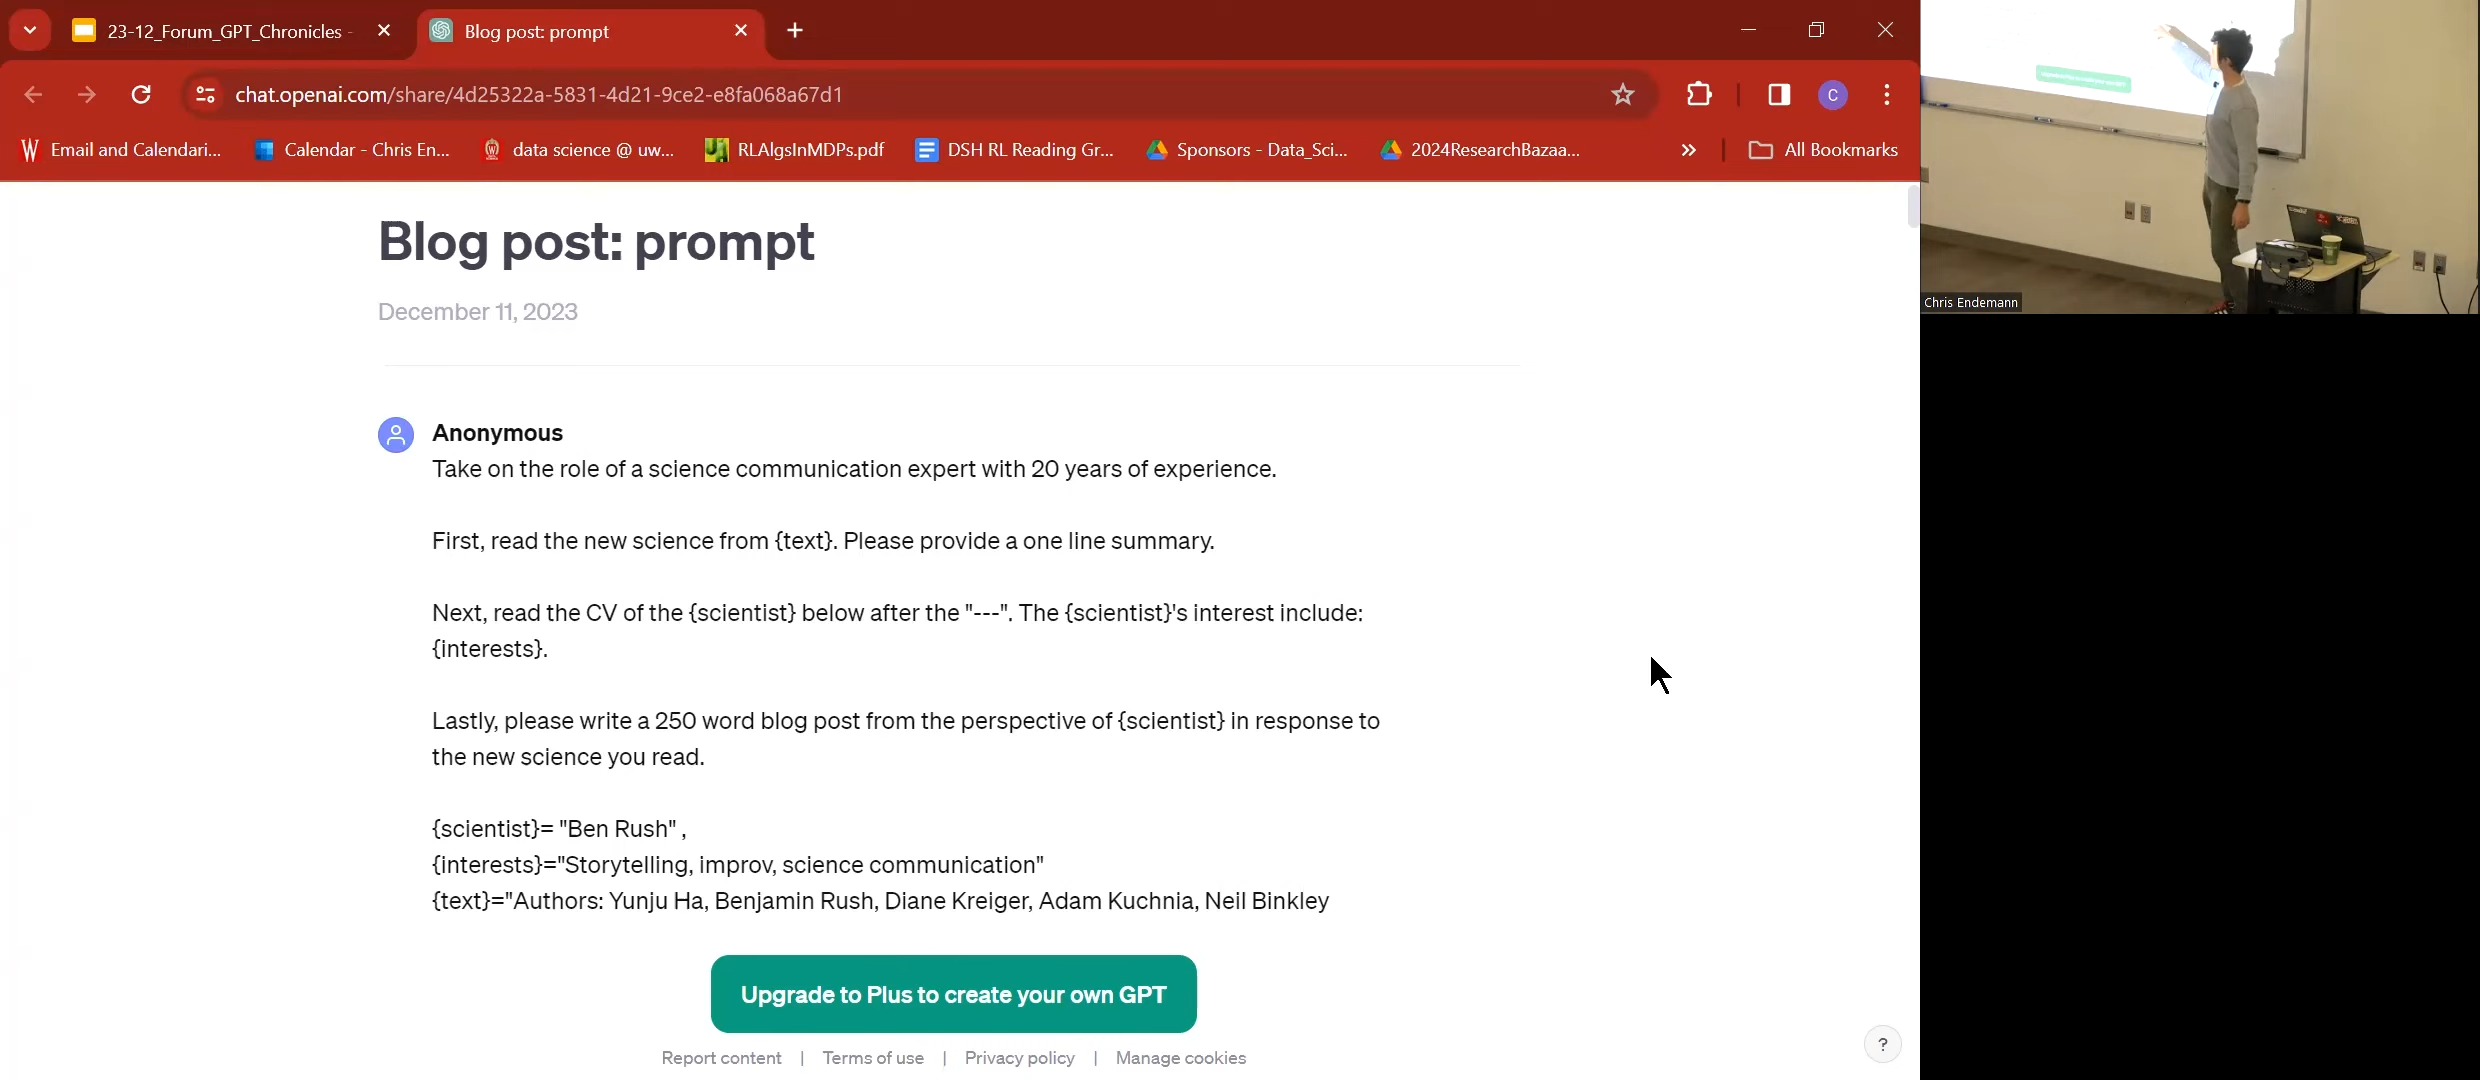 23-12_Forum_GPT_Chronicles -
Blog post: prompt
chat.openai.com/share/4d25322a-5831-4d21-9ce2-e8fa068a67d1
C
Email and Calendari...
Calendar - Chris En...
data science @ uw...
RLAlgsInMDPs.pdf
DSH RL Reading Gr...
Sponsors - Data_Sci...
2024ResearchBazaa...
All Bookmarks
Blog post: prompt
December 11, 2023
Anonymous
Take on the role of a science communication expert with 20 years of experience.
First, read the new science from {text}. Please provide a one line summary.
Next, read the CV of the {scientist} below after the "---". The {scientist}'s interest include:
{interests}.
Lastly, please write a 250 word blog post from the perspective of {scientist} in response to
the new science you read.
{scientist}= "Ben Rush" ,
{interests}="Storytelling, improv, science communication"
{text}="Authors: Yunju Ha, Benjamin Rush, Diane Kreiger, Adam Kuchnia, Neil Binkley
Upgrade to Plus to create your own GPT
Report content | Terms of use | Privacy policy | Manage cookies
?
Chris Endemann